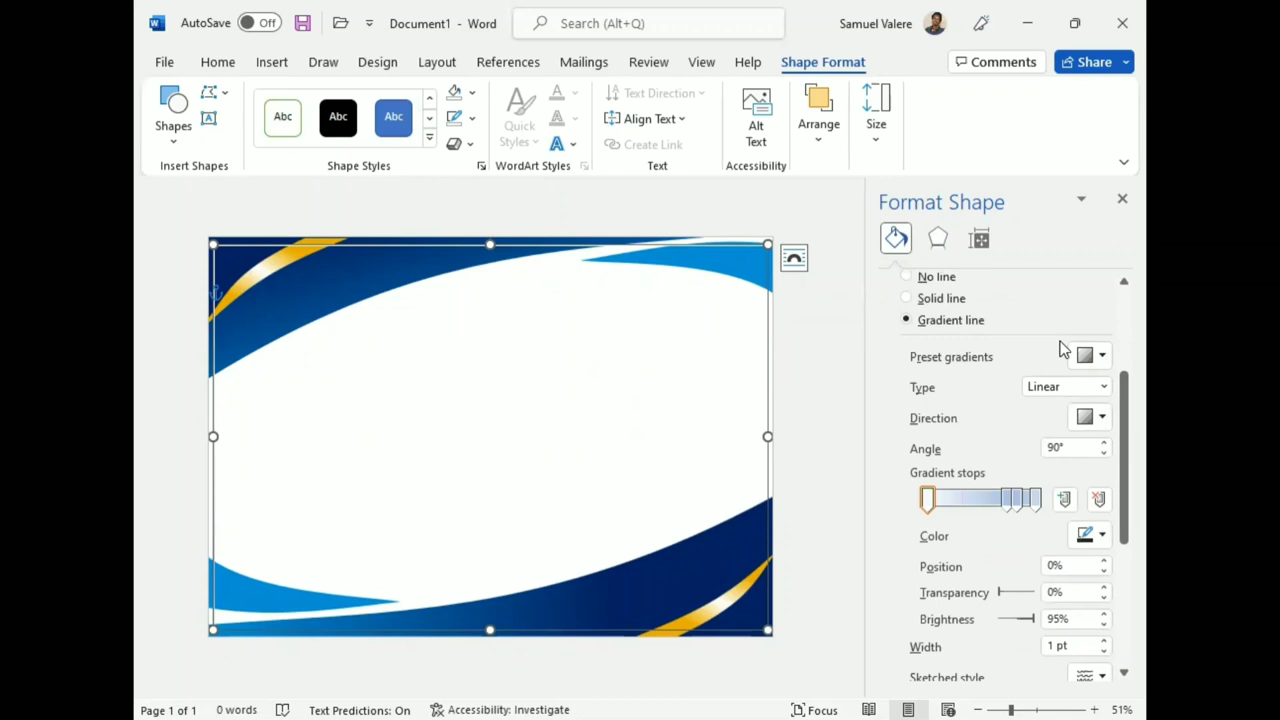 AutoSave Off Document1 - Word Search (Alt+Q) Samuel Valere
File Home Insert Draw Design Layout References Mailings Review View Help Shape Format Comments Share
Shapes
Abc Abc Abc
Quick
Styles
Text Direction
Align Text
Create Link
Alt
Text
Arrange
Size
Insert Shapes Shape Styles WordArt Styles Text Accessibility
Format Shape
No line
Solid line
Gradient line
Preset gradients
Type Linear
Direction
Angle 90°
Gradient stops
Color
Position 0%
Transparency 0%
Brightness 95%
Width 1 pt
Sketched style
Page 1 of 1 0 words Text Predictions: On Accessibility: Investigate Focus 51%